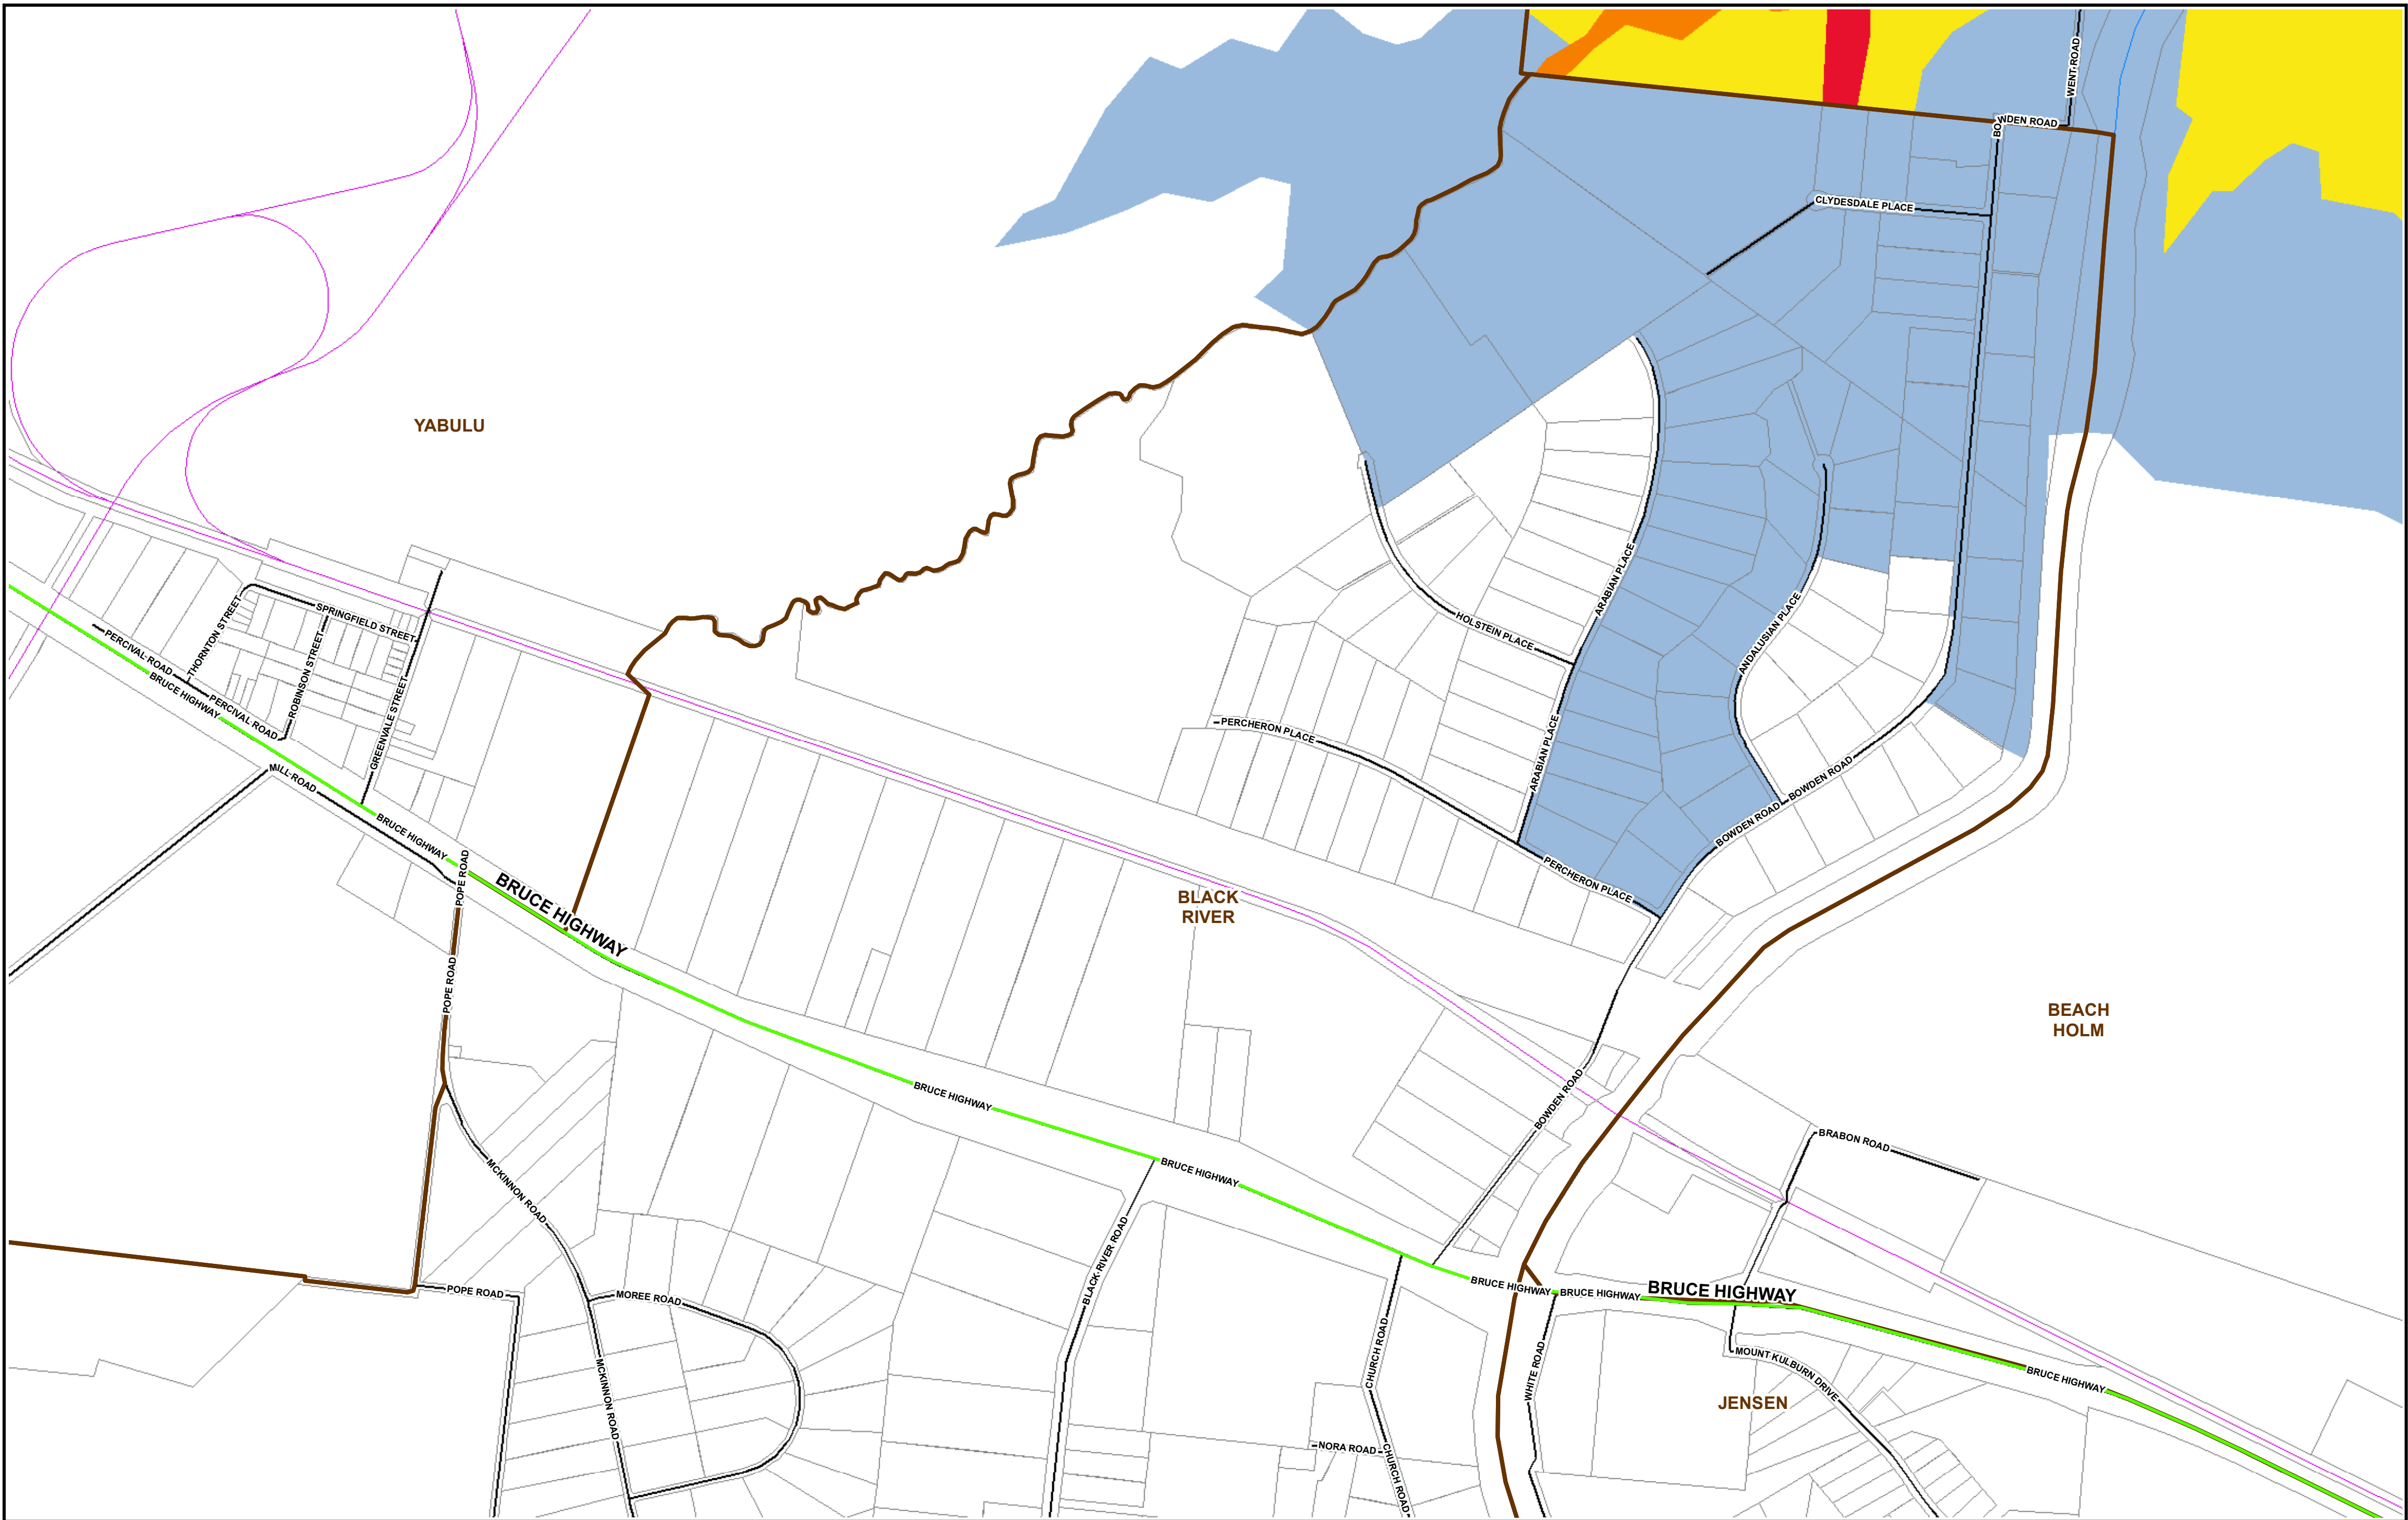 WENT ROAD
BO
WDEN ROAD
CLYDESDALE PLACE
YABULU
ARABIAN PLACE
HOLSTEIN PLACE
ANDALUSIAN PLACE
THORNTON STREET
SPRINGFIELD STREET
ROBINSON STREET
GREENVALE STREET
PERCIVAL ROAD
PERCIVAL ROAD
BRUCE HIGHWAY
PERCHERON PLACE
ARABIAN PLACE
BOWDEN ROAD
BOWDEN ROAD
MILL ROAD
BRUCE HIGHWAY
POPE ROAD
BRUCE HIGHWAY
PERCHERON PLACE
BLACK
RIVER
POPE ROAD
BEACH
HOLM
BRUCE HIGHWAY
BOWDEN ROAD
BRABON ROAD
BRUCE HIGHWAY
MCKINNON ROAD
BLACK RIVER ROAD
POPE ROAD
MOREE ROAD
BRUCE HIGHWAY
BRUCE HIGHWAY
BRUCE HIGHWAY
CHURCH ROAD
WHITE ROAD
MOUNT KULBURN DRIVE
BRUCE HIGHWAY
MCKINNON ROAD
JENSEN
NORA ROAD
CHURCH ROAD